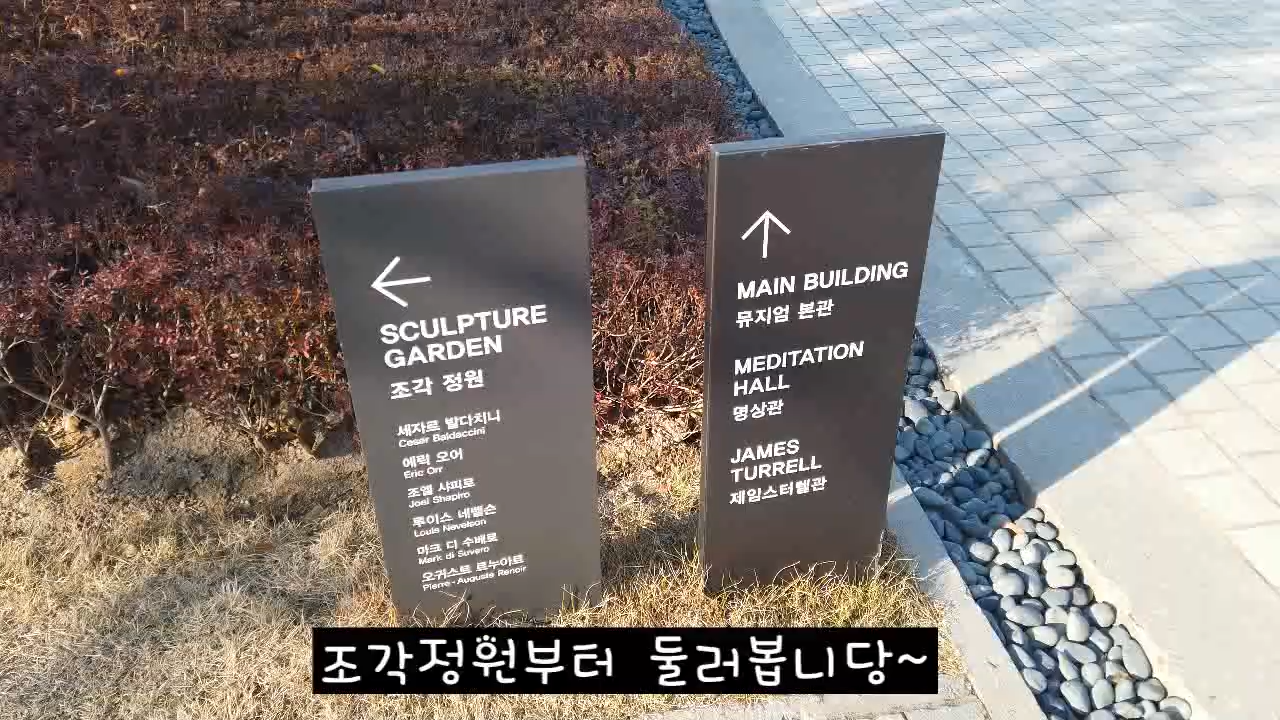 ←
SCULPTURE
GARDEN
조각 정원
세자르 발다치니
Cesar Baldaccini
에릭 오어
Eric Orr
조엘 샤피로
Joel Shapiro
루이스 네벨슨
Louis Nevelson
마크 디 수베로
Mark di Suvero
오귀스트 르누아르
Pierre-Auguste Renoir
↑
MAIN BUILDING
뮤지엄 본관
MEDITATION
HALL
명상관
JAMES
TURRELL
제임스터렐관
조각정원부터 둘러봅니당~